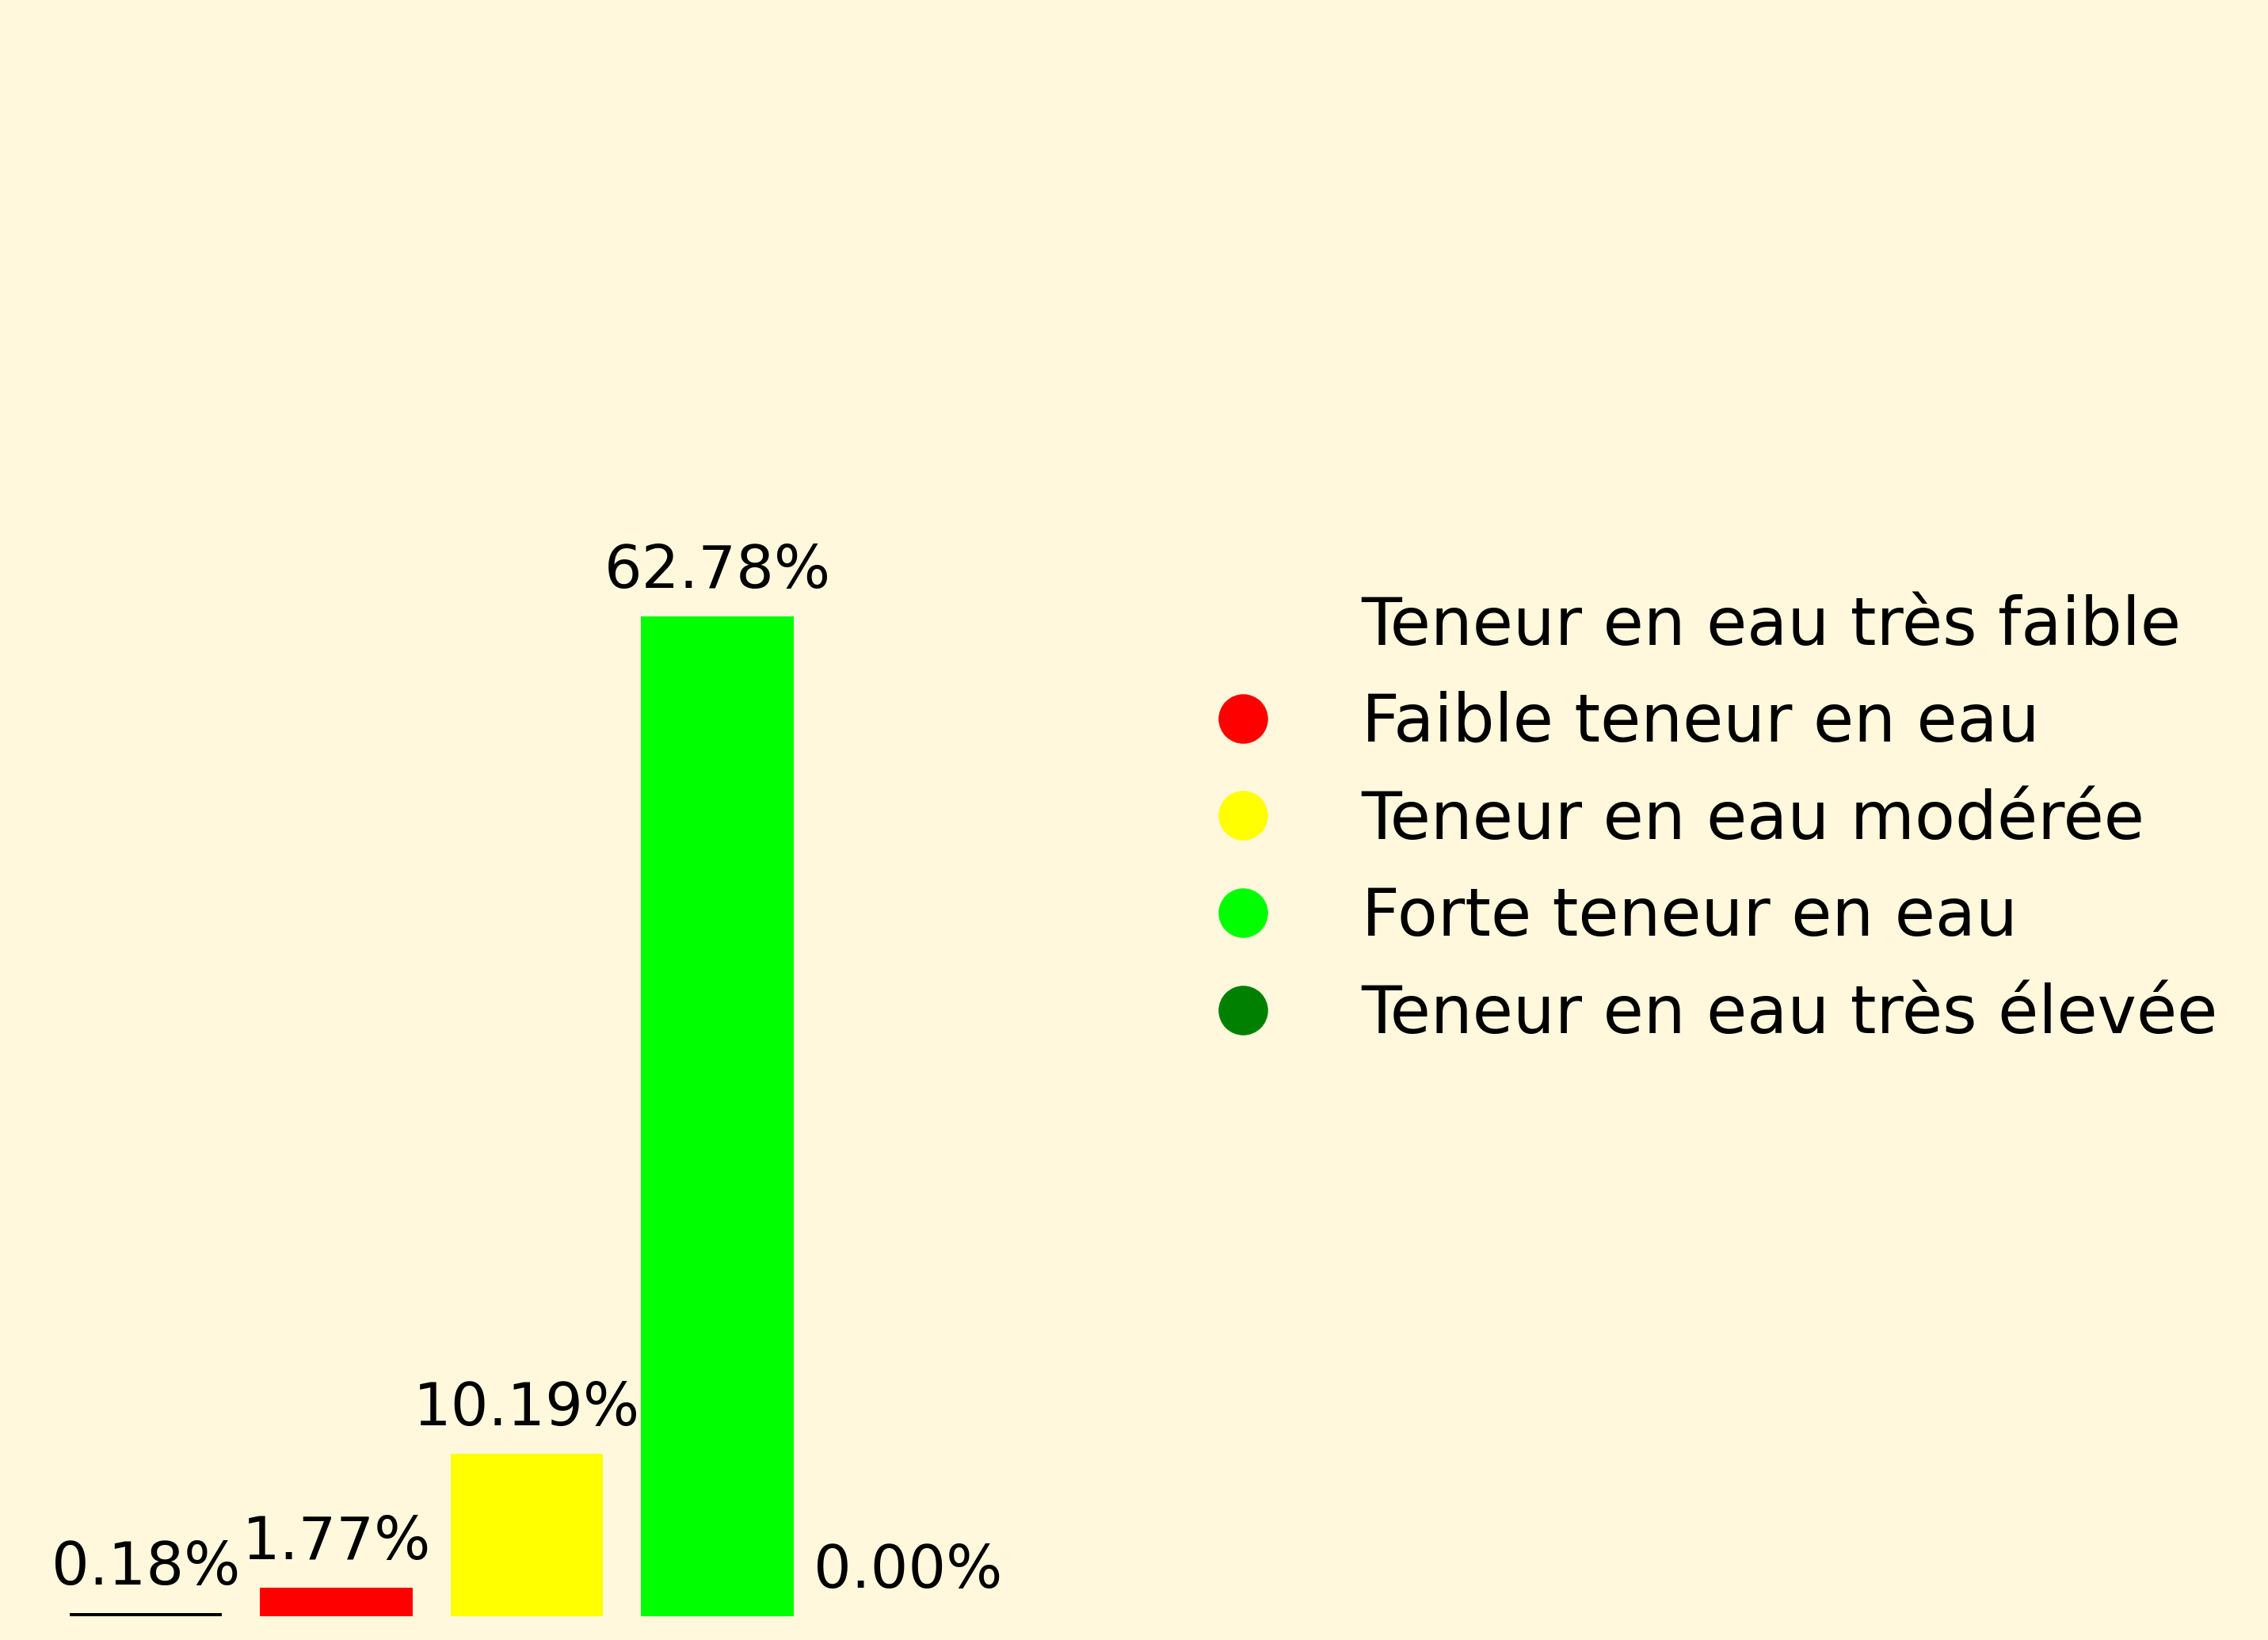 62.78%
10.19%
1.77%
0.18%
0.00%
Teneur en eau très faible
Faible teneur en eau
Teneur en eau modérée
Forte teneur en eau
Teneur en eau très élevée